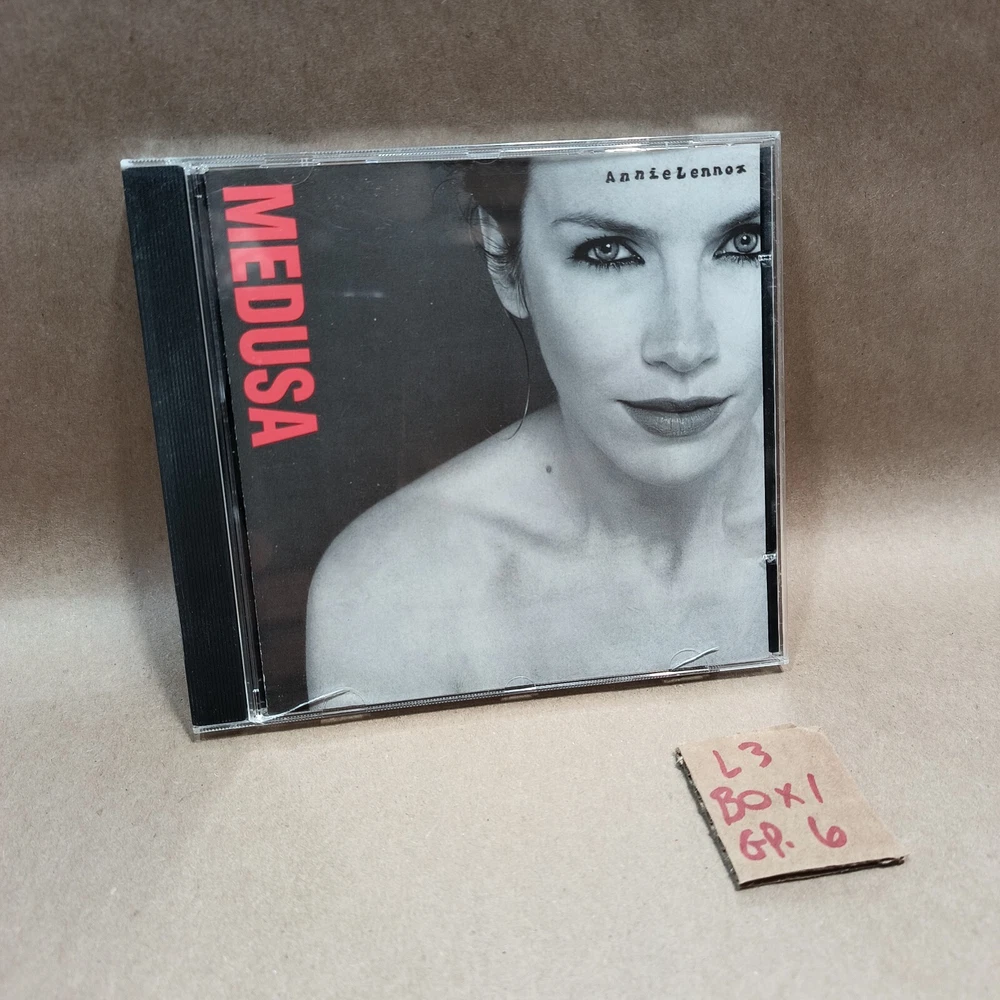 AnnieLennox
MEDUSA
L3
BOX1
GP. 6